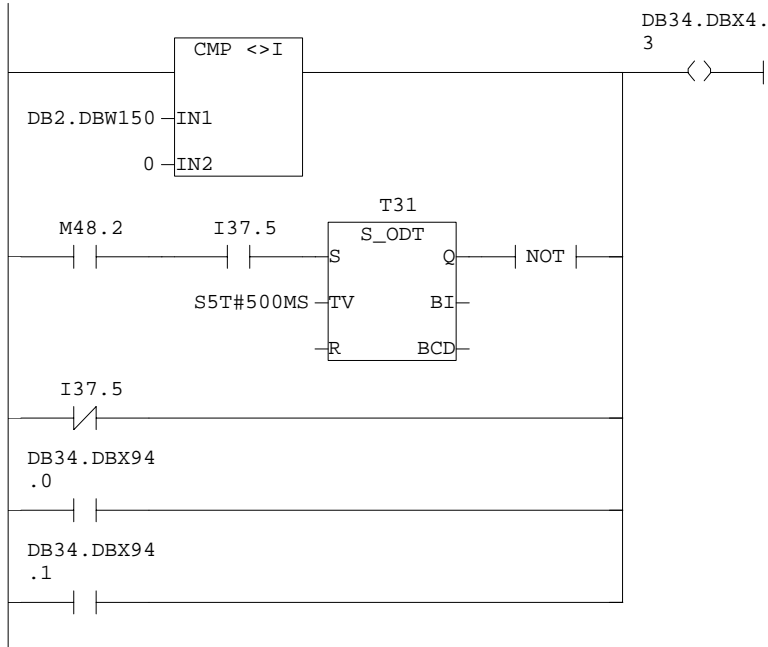 DB34.DBX4.
3
CMP <>I
DB2.DBW150
IN1
0
IN2
T31
M48.2
I37.5
S_ODT
S
Q
NOT
S5T#500MS
TV
BI
R
BCD
I37.5
DB34.DBX94
.0
DB34.DBX94
.1